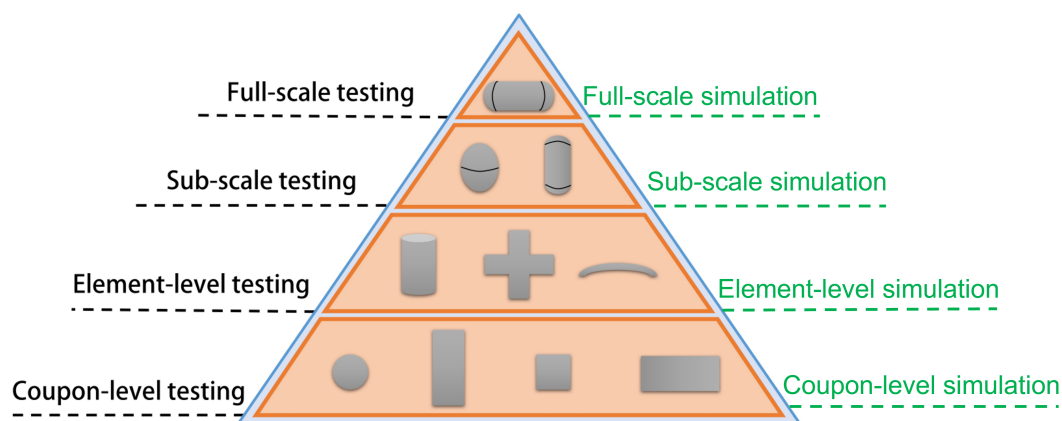 Full-scale testing
Full-scale simulation
Sub-scale testing
Sub-scale simulation
Element-level testing
Element-level simulation
Coupon-level testing
Coupon-level simulation